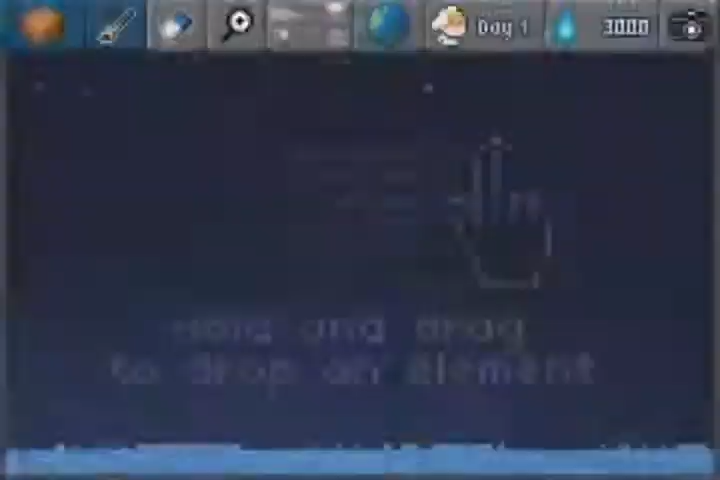 Day 1
3000
Hold and drag
to drop an element